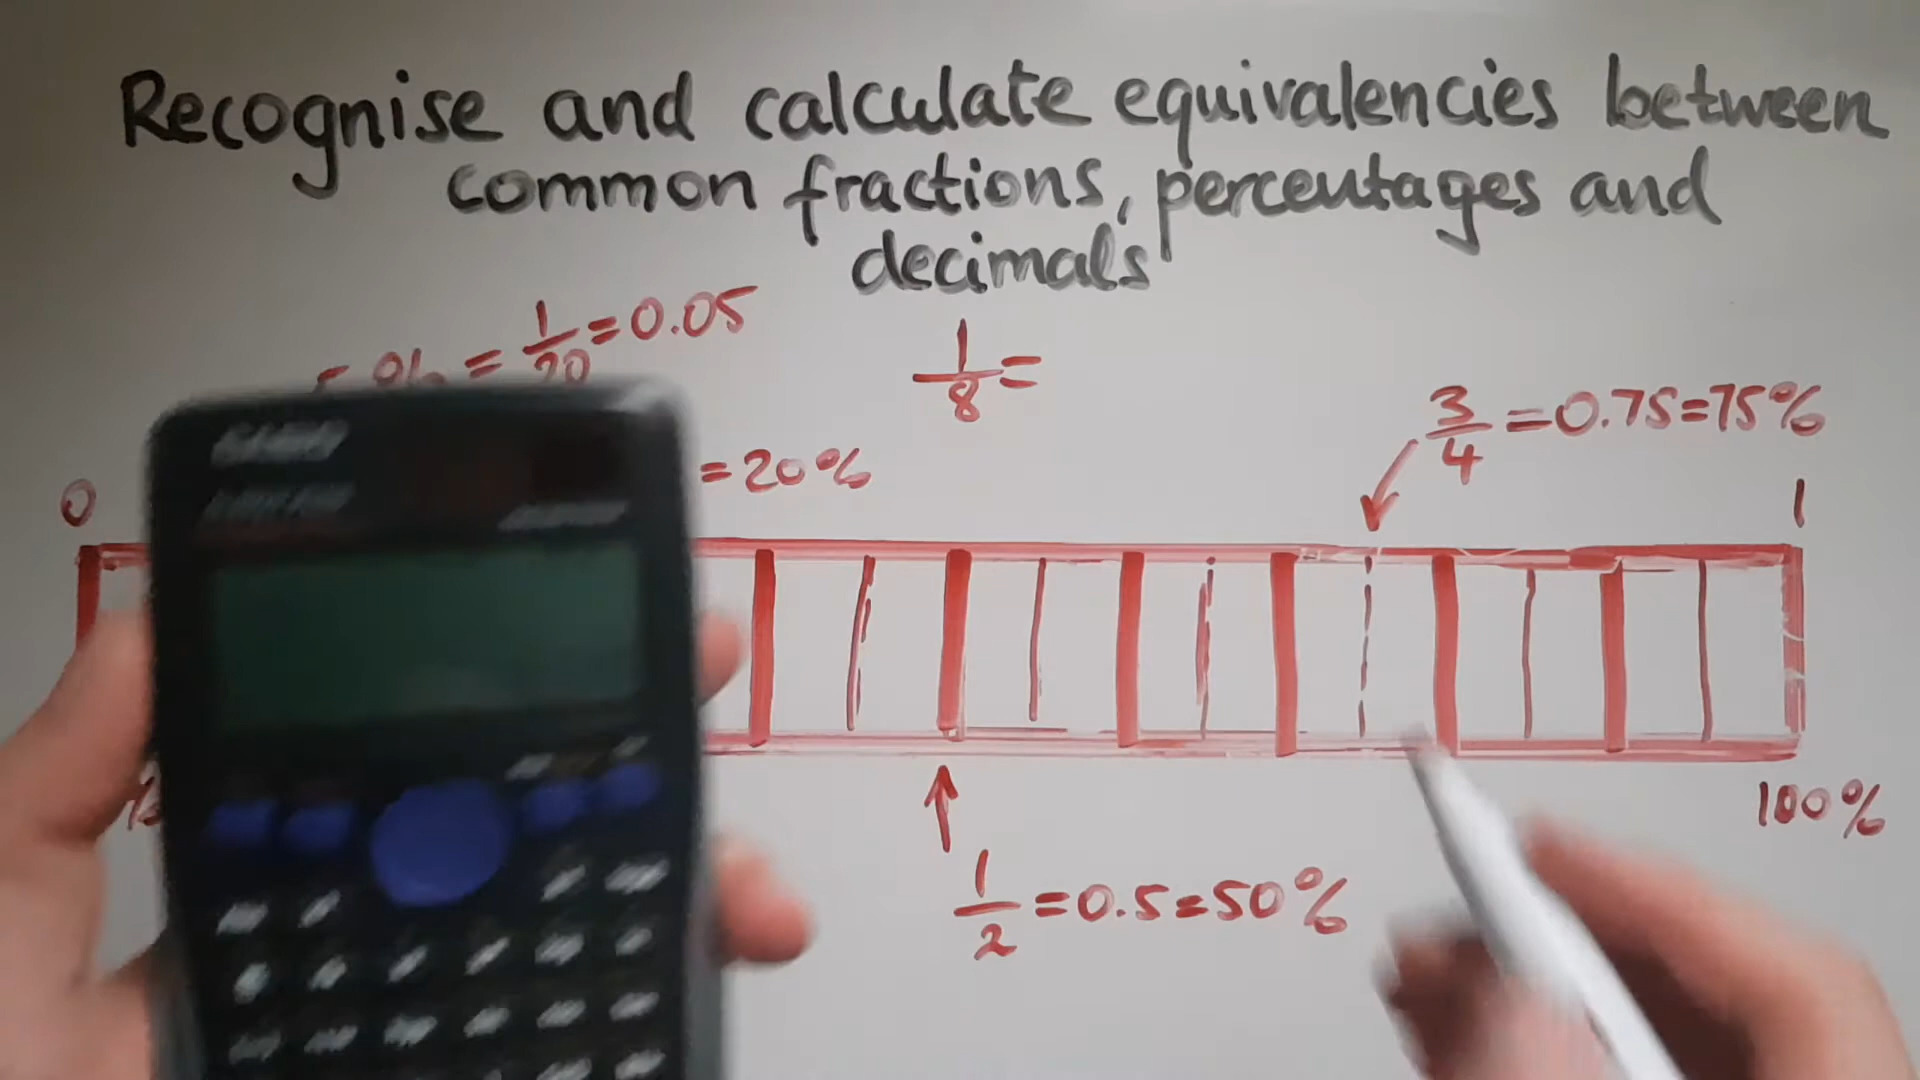 Recognise and calculate equivalencies between
common fractions, percentages and
decimals
5% = 1/20 = 0.05
1/8 =
3/4 = 0.75 = 75%
= 20%
0
1
100%
1/2 = 0.5 = 50%